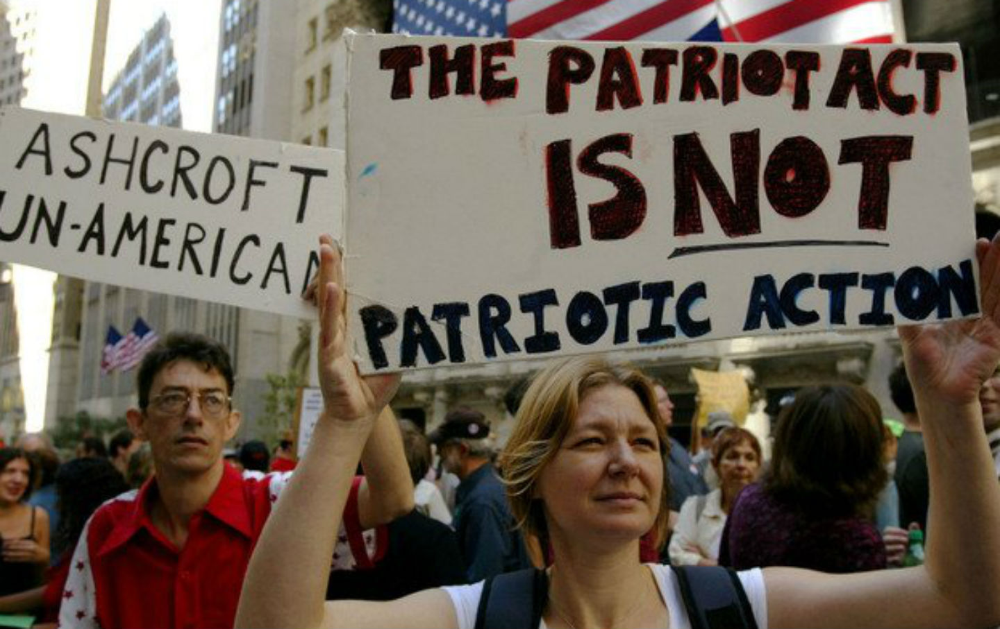 ASHCROFT
UN-AMERICAN
THE PATRIOT ACT
IS NOT
PATRIOTIC ACTION